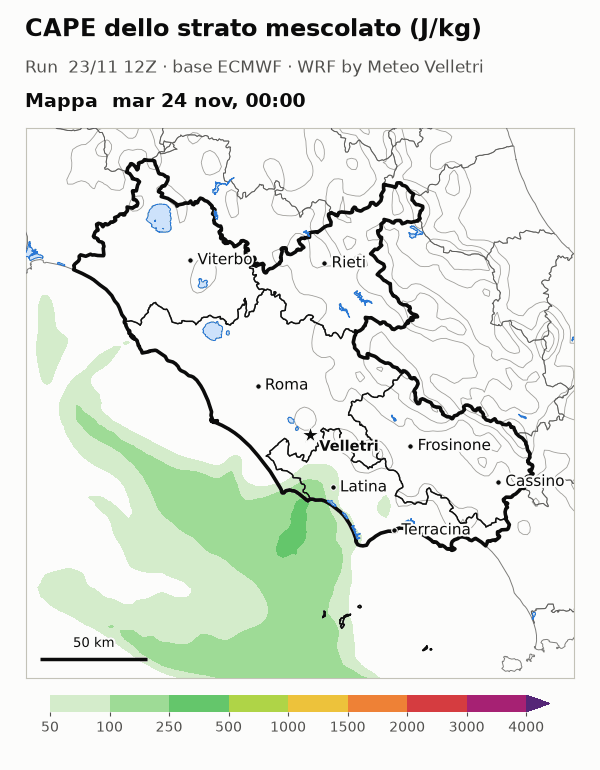 CAPE dello strato mescolato (J/kg)
Run  23/11 12Z · base ECMWF · WRF by Meteo Velletri
Mappa  mar 24 nov, 00:00
Viterbo
Rieti
Roma
Velletri
Frosinone
Latina
Cassino
Terracina
50 km
50 100 250 500 1000 1500 2000 3000 4000